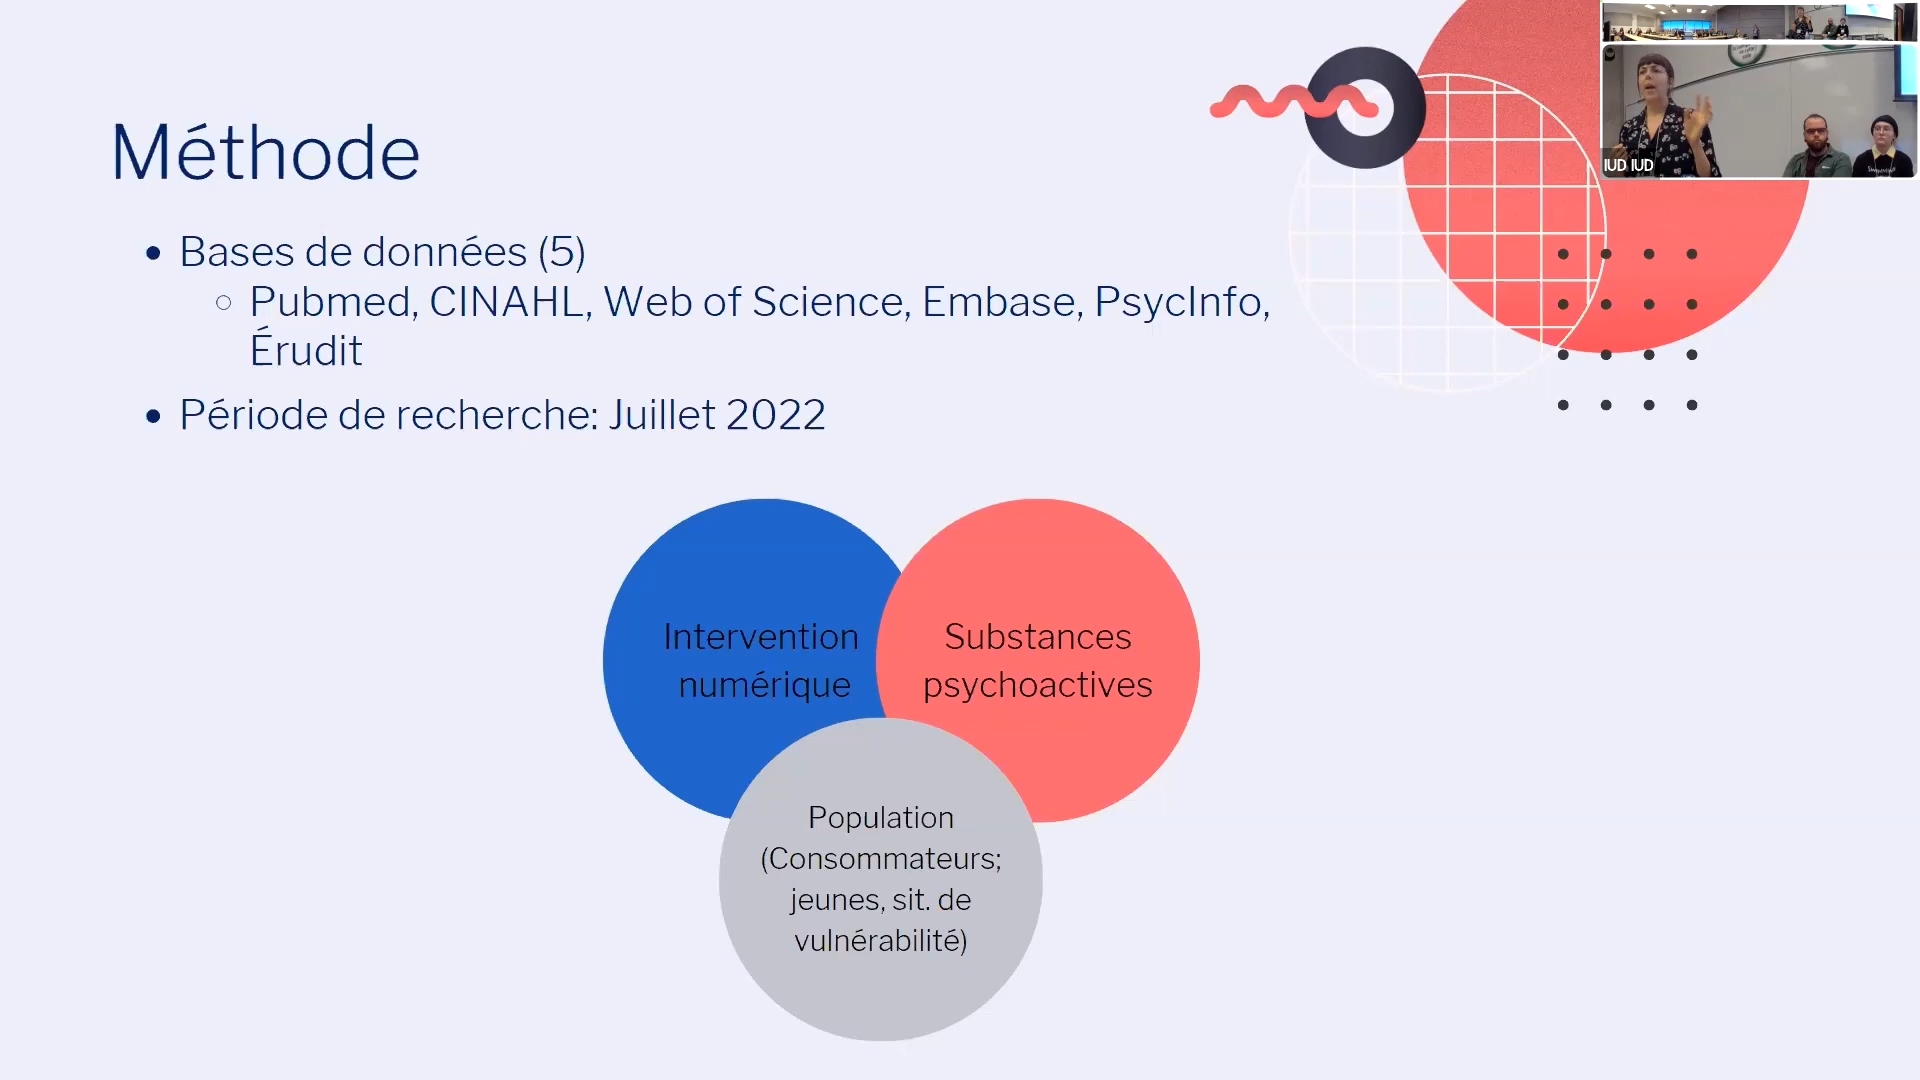 Méthode
Bases de données (5)
Pubmed, CINAHL, Web of Science, Embase, PsycInfo,
Érudit
Période de recherche: Juillet 2022
Intervention
numérique
Substances
psychoactives
Population
(Consommateurs;
jeunes, sit. de
vulnérabilité)
IUD IUD